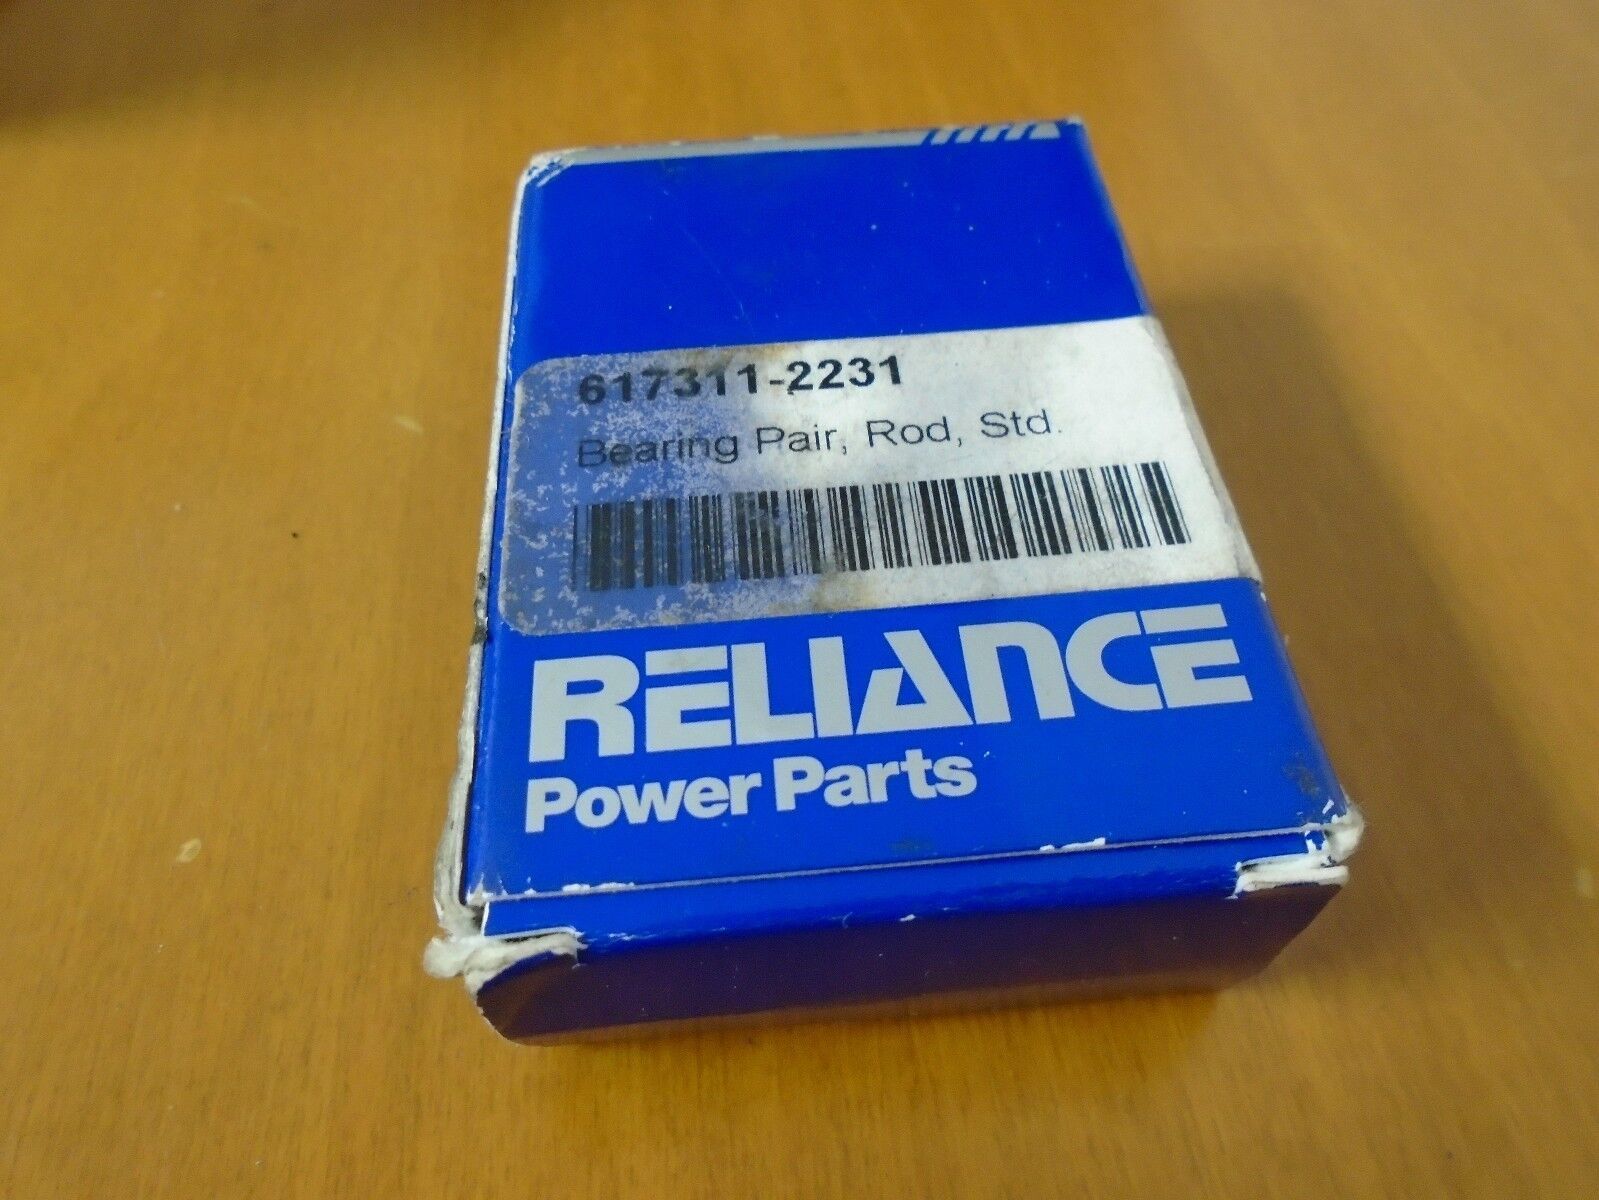 617311-2231
Bearing Pair, Rod, Std.
RELIANCE
Power Parts